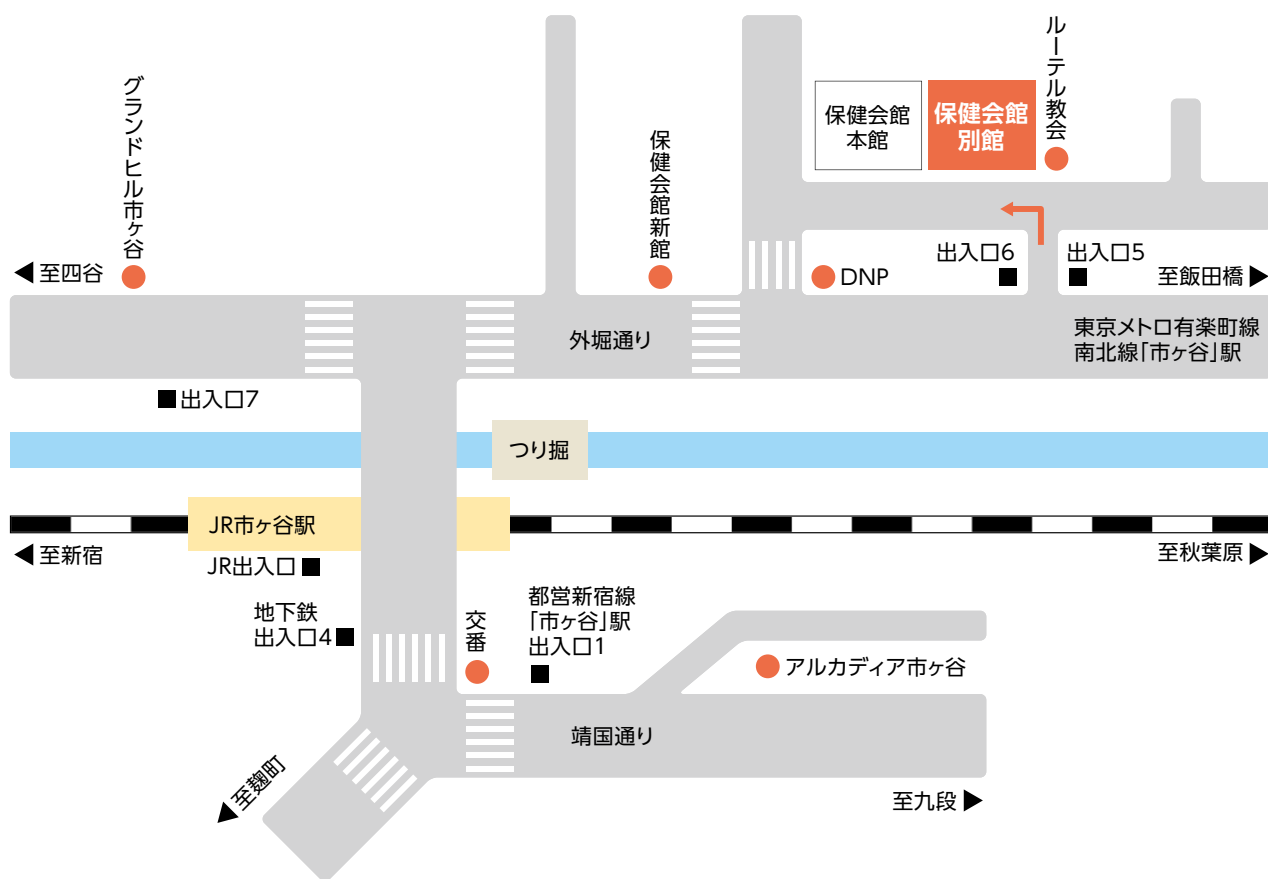 ルーテル教会
グランドヒル市ヶ谷
保健会館
本館
保健会館
別館
保健会館新館
出入口6
出入口5
至四谷
DNP
至飯田橋
外堀通り
東京メトロ有楽町線
南北線「市ヶ谷」駅
出入口7
つり堀
JR市ヶ谷駅
至新宿
至秋葉原
JR出入口
地下鉄
出入口4
交番
都営新宿線
「市ヶ谷」駅
出入口1
アルカディア市ヶ谷
靖国通り
至麹町
至九段